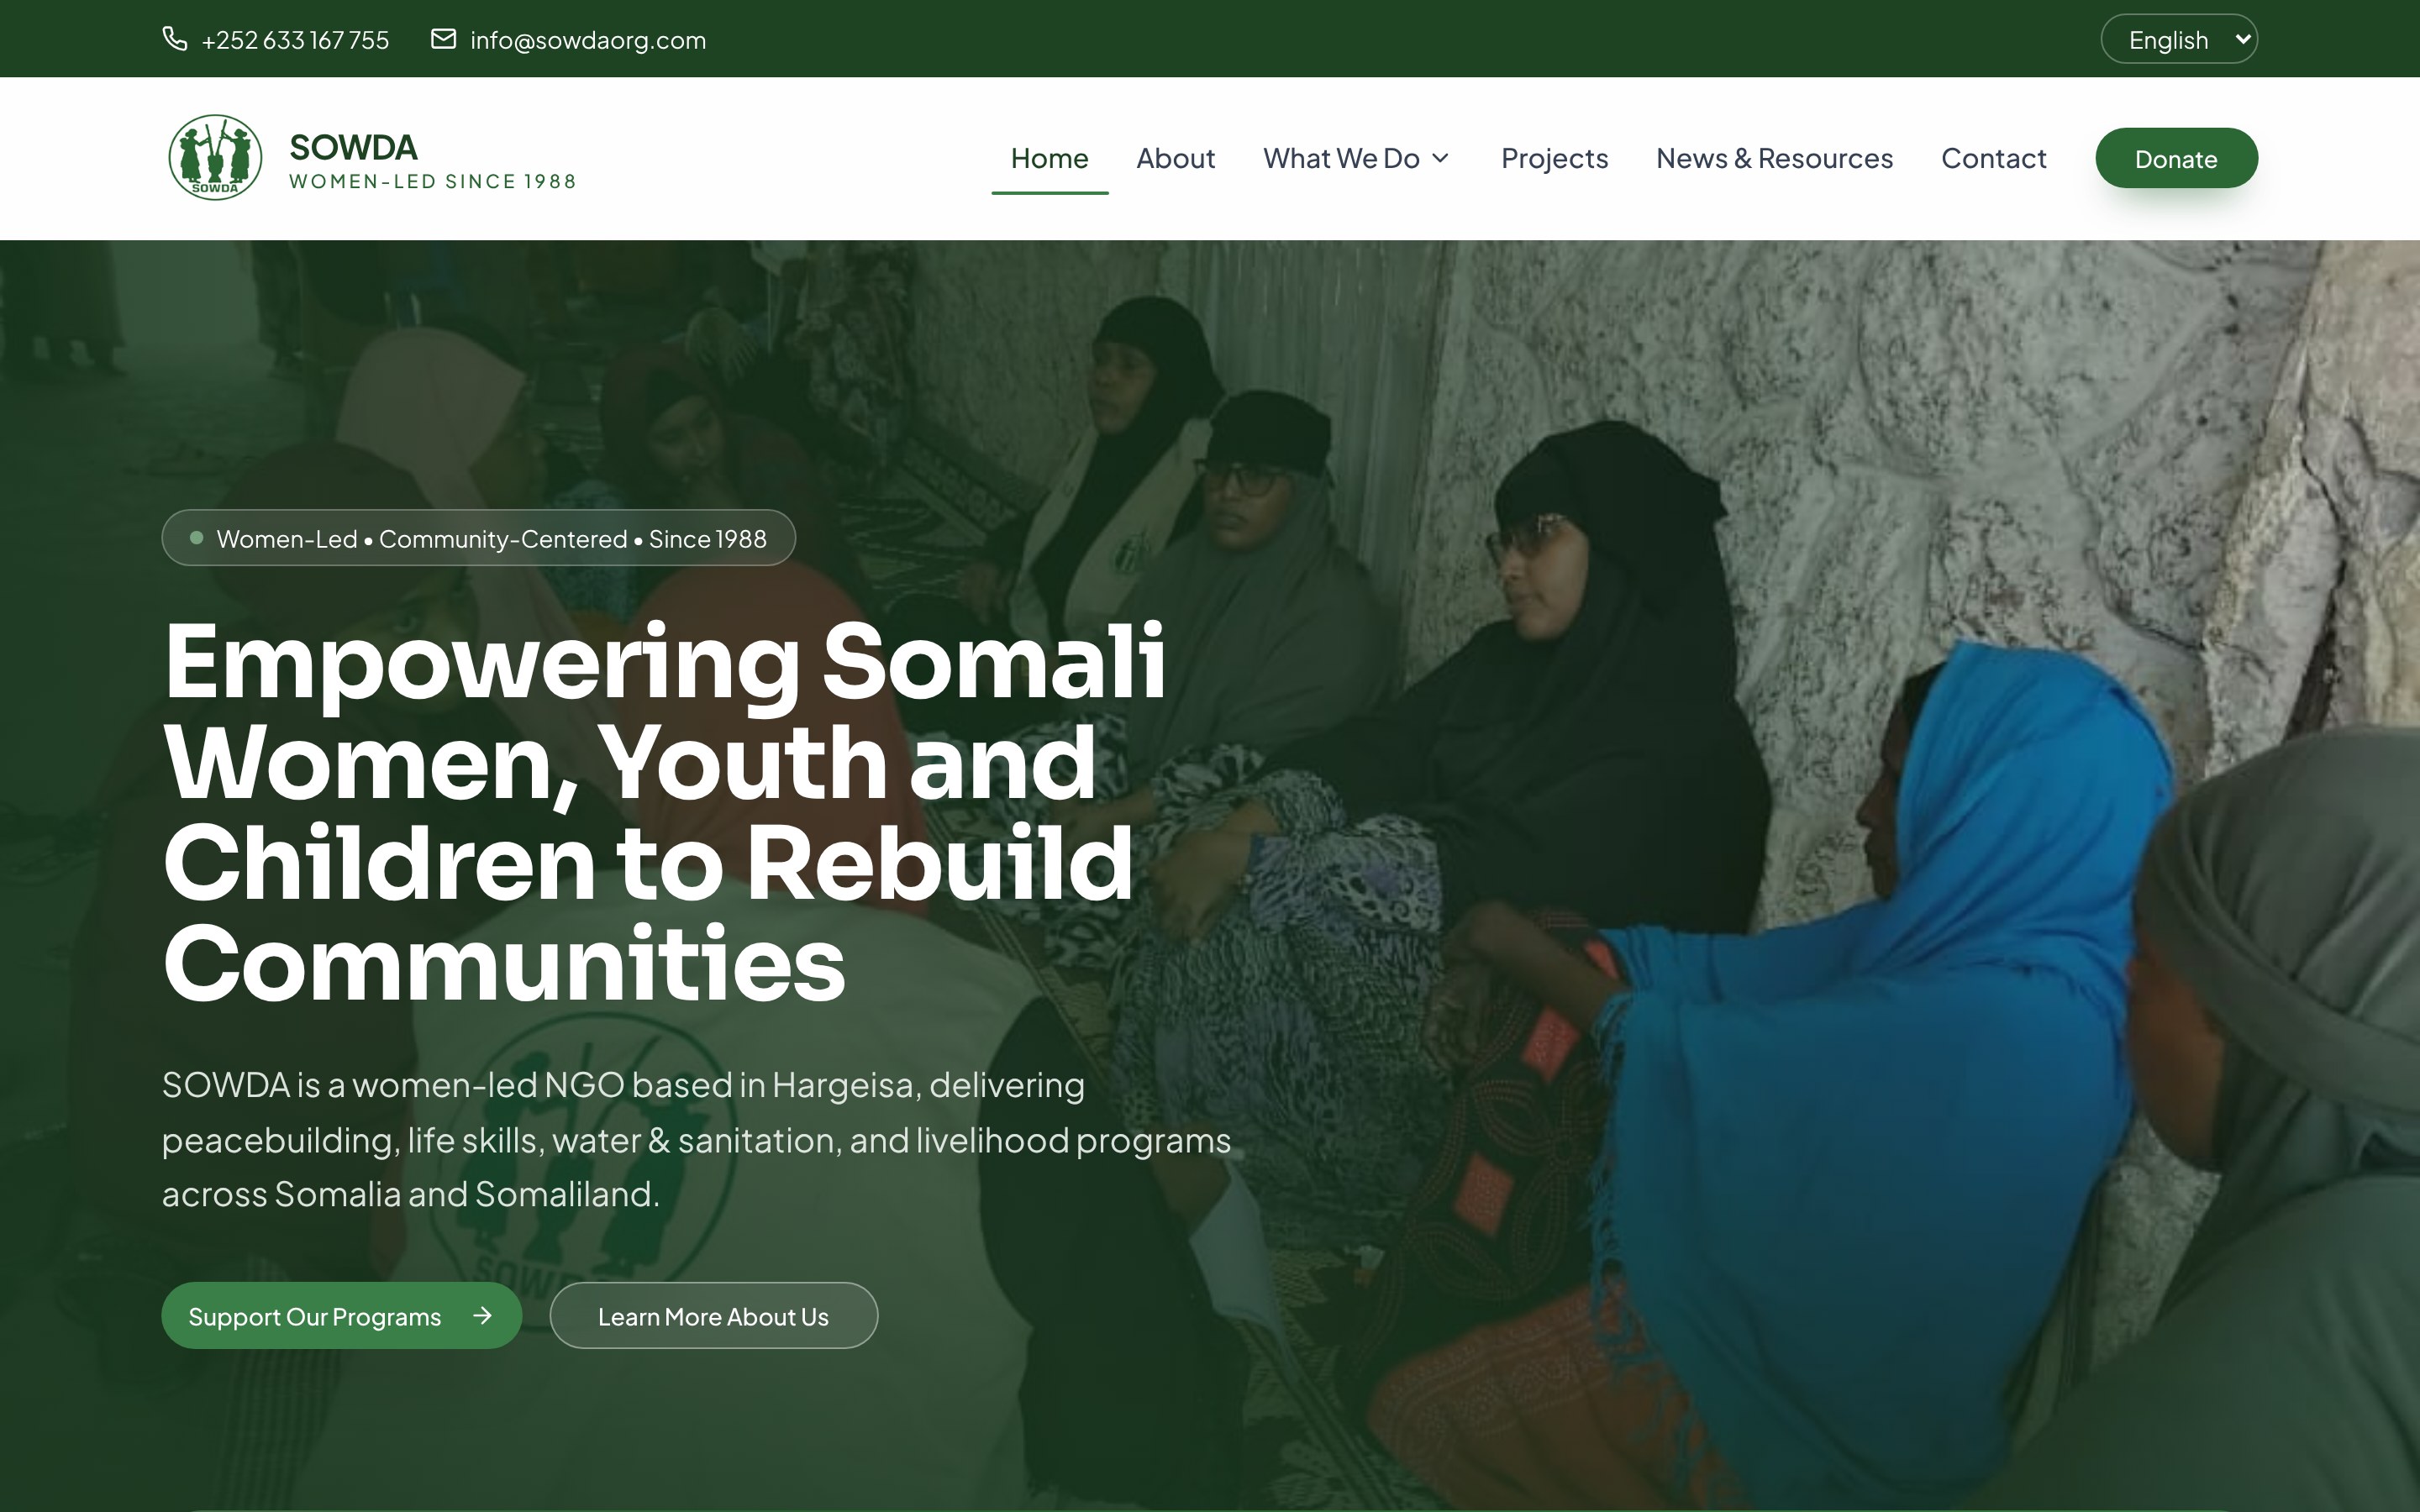 +252 633 167 755
info@sowdaorg.com
English
SOWDA
SOWDA
WOMEN-LED SINCE 1988
Home
About
What We Do
Projects
News & Resources
Contact
Donate
Women-Led • Community-Centered • Since 1988
Empowering Somali
Women, Youth and
Children to Rebuild
Communities
SOWDA is a women-led NGO based in Hargeisa, delivering
peacebuilding, life skills, water & sanitation, and livelihood programs
across Somalia and Somaliland.
SOWD
Support Our Programs
Learn More About Us